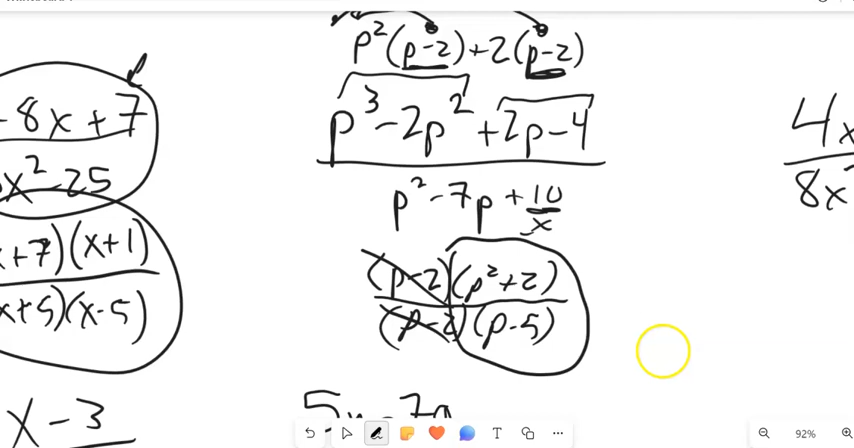 p²(p-2)+2(p-2)
p³-2p²+2p-4
p²-7p+10
x
(p-2)(p²+2)
(p-2)(p-5)
-8x+7
x²-25
+7)(x+1)
x+5)(x-5)
x-3
4x
8x
92%